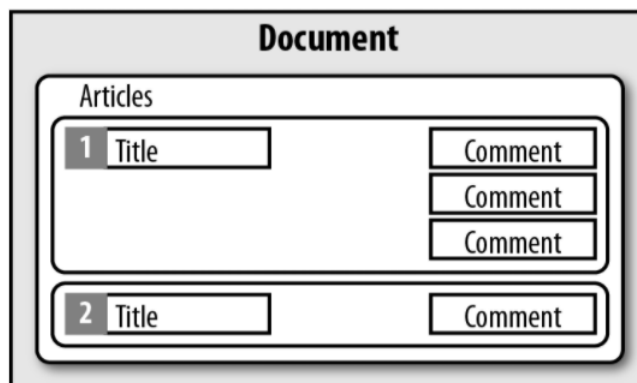 Document
Articles
1 Title Comment
Comment
Comment
2 Title Comment